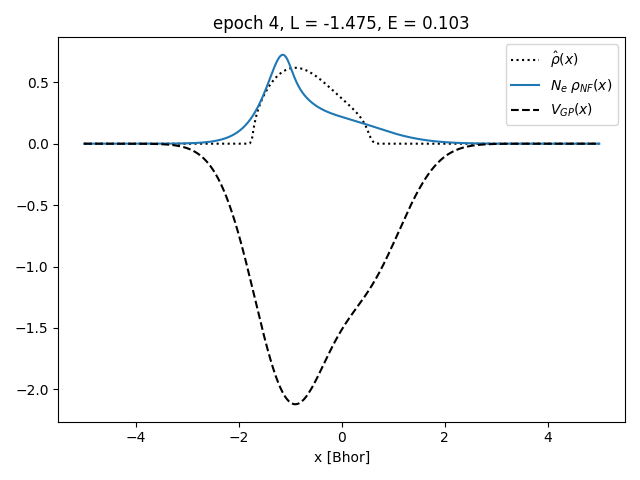 epoch 4, L = -1.475, E = 0.103
ρ̂(x)
Nₑ ρ_NF(x)
V_GP(x)
0.5
0.0
−0.5
−1.0
−1.5
−2.0
−4 −2 0 2 4
x [Bhor]